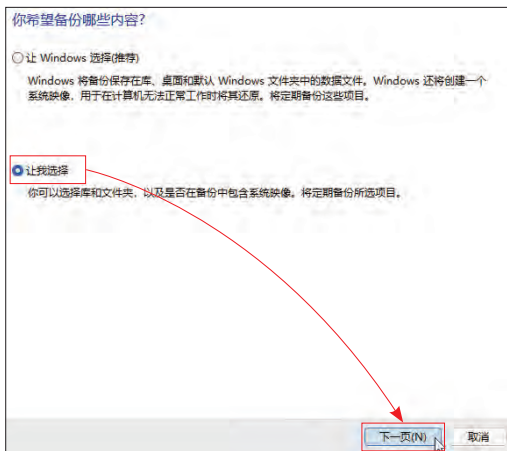 你希望备份哪些内容?
让 Windows 选择(推荐)
Windows 将备份保存在库、桌面和默认 Windows 文件夹中的数据文件。Windows 还将创建一个
系统映像，用于在计算机无法正常工作时将其还原。将定期备份这些项目。
让我选择
你可以选择库和文件夹，以及是否在备份中包含系统映像。将定期备份所选项目。
下一页(N)
取消